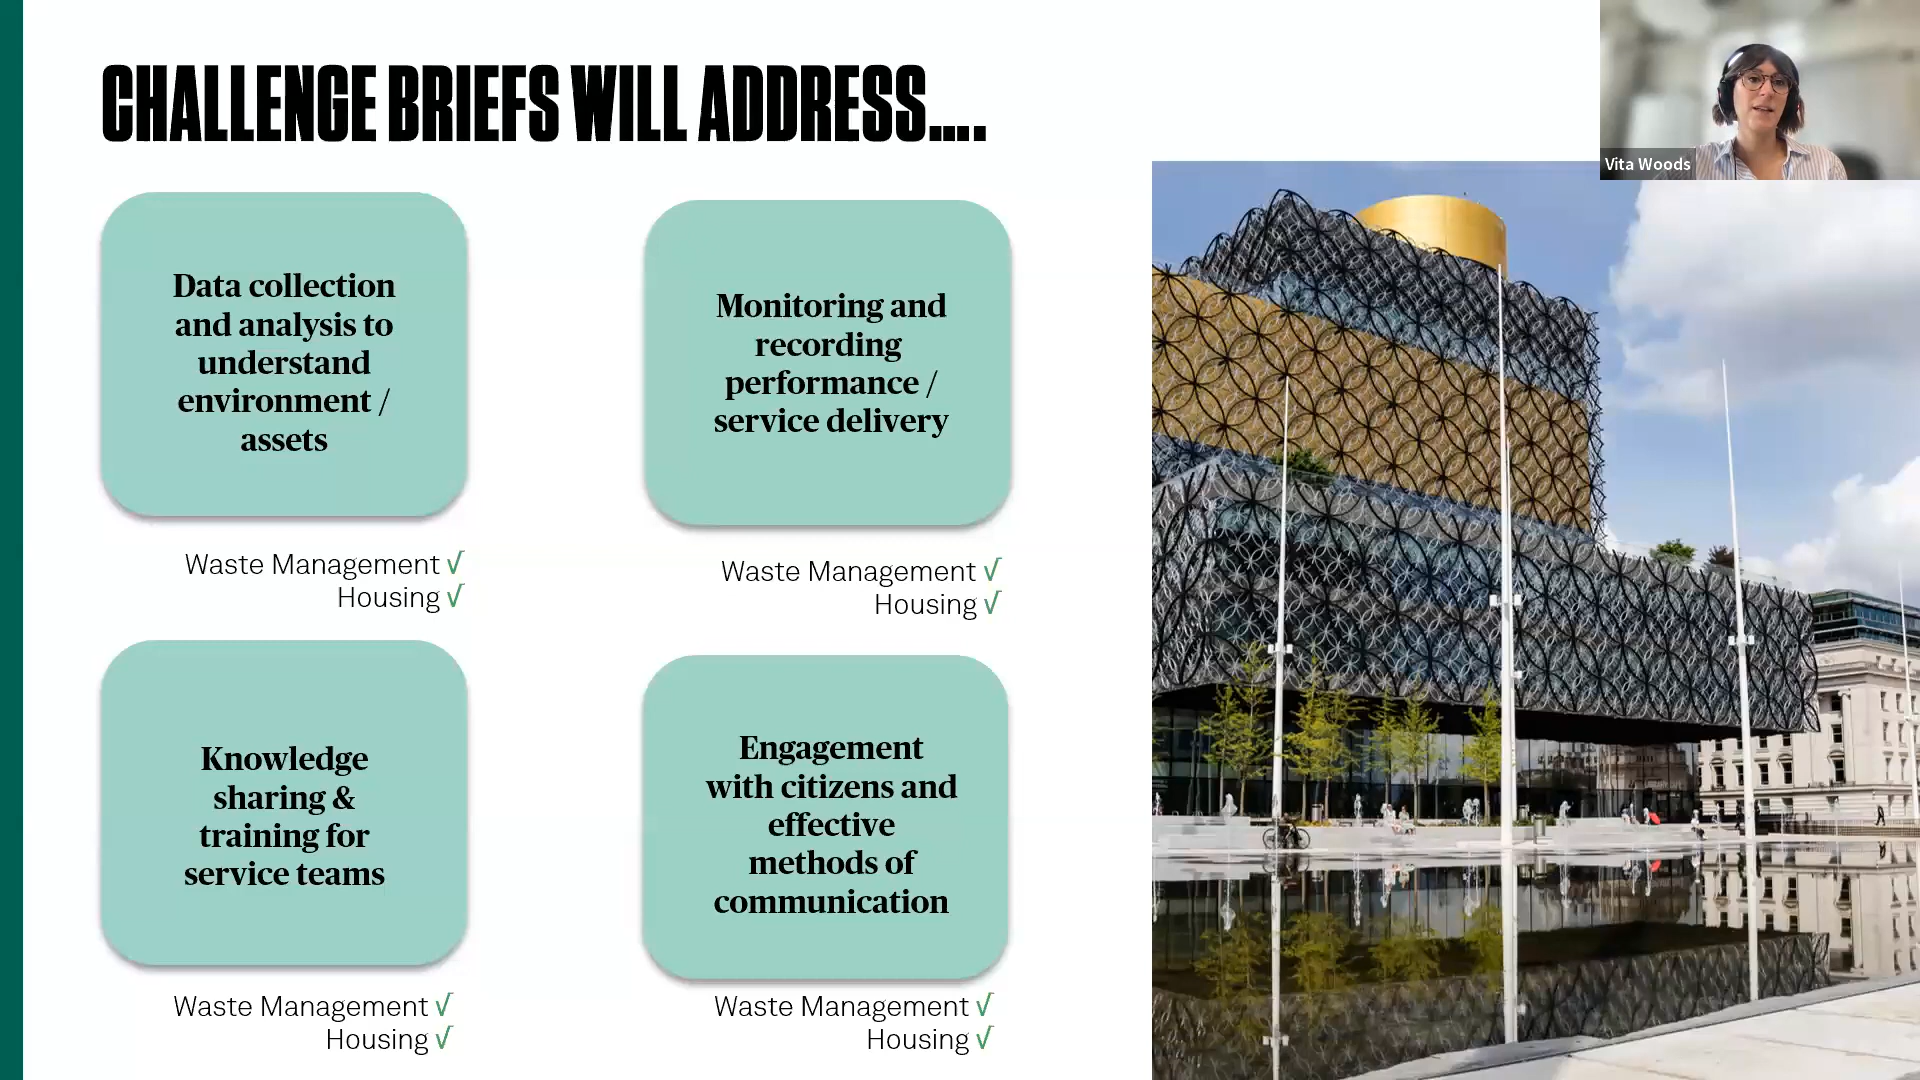 CHALLENGE BRIEFS WILL ADDRESS....
Vita Woods
Data collection
and analysis to
understand
environment /
assets
Waste Management √
Housing √
Monitoring and
recording
performance /
service delivery
Waste Management √
Housing √
Knowledge
sharing &
training for
service teams
Waste Management √
Housing √
Engagement
with citizens and
effective
methods of
communication
Waste Management √
Housing √